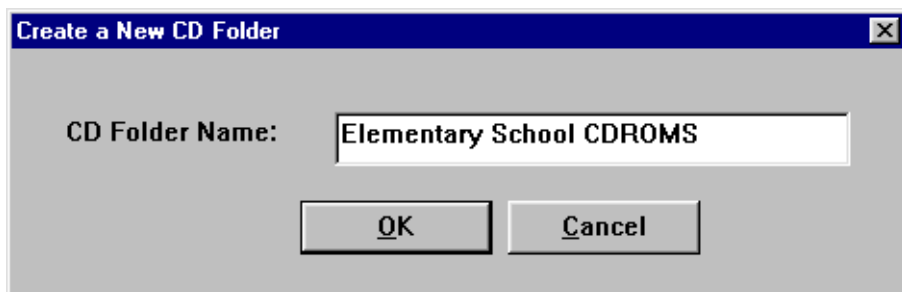 Create a New CD Folder
CD Folder Name: Elementary School CDROMS
OK Cancel